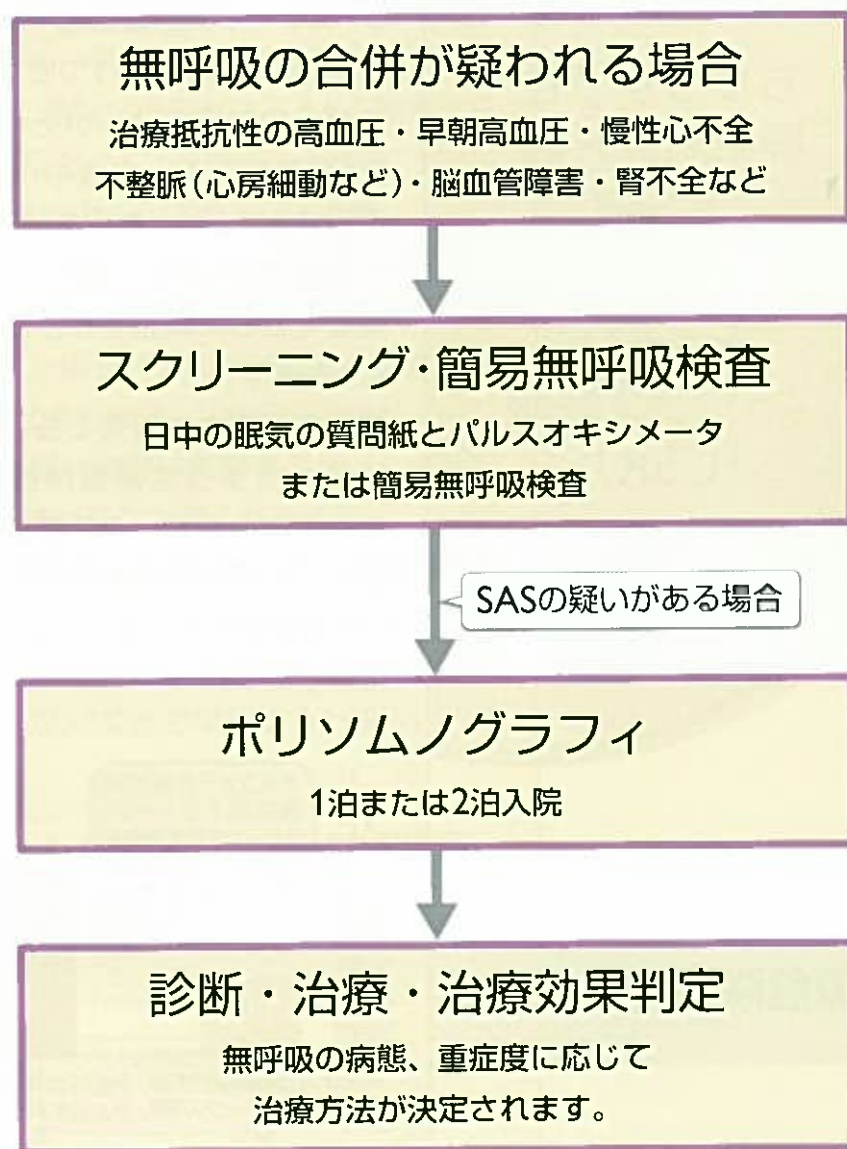 無呼吸の合併が疑われる場合
治療抵抗性の高血圧・早朝高血圧・慢性心不全
不整脈(心房細動など)・脳血管障害・腎不全など
スクリーニング・簡易無呼吸検査
日中の眠気の質問紙とパルスオキシメータ
または簡易無呼吸検査
SASの疑いがある場合
ポリソムノグラフィ
1泊または2泊入院
診断・治療・治療効果判定
無呼吸の病態、重症度に応じて
治療方法が決定されます。